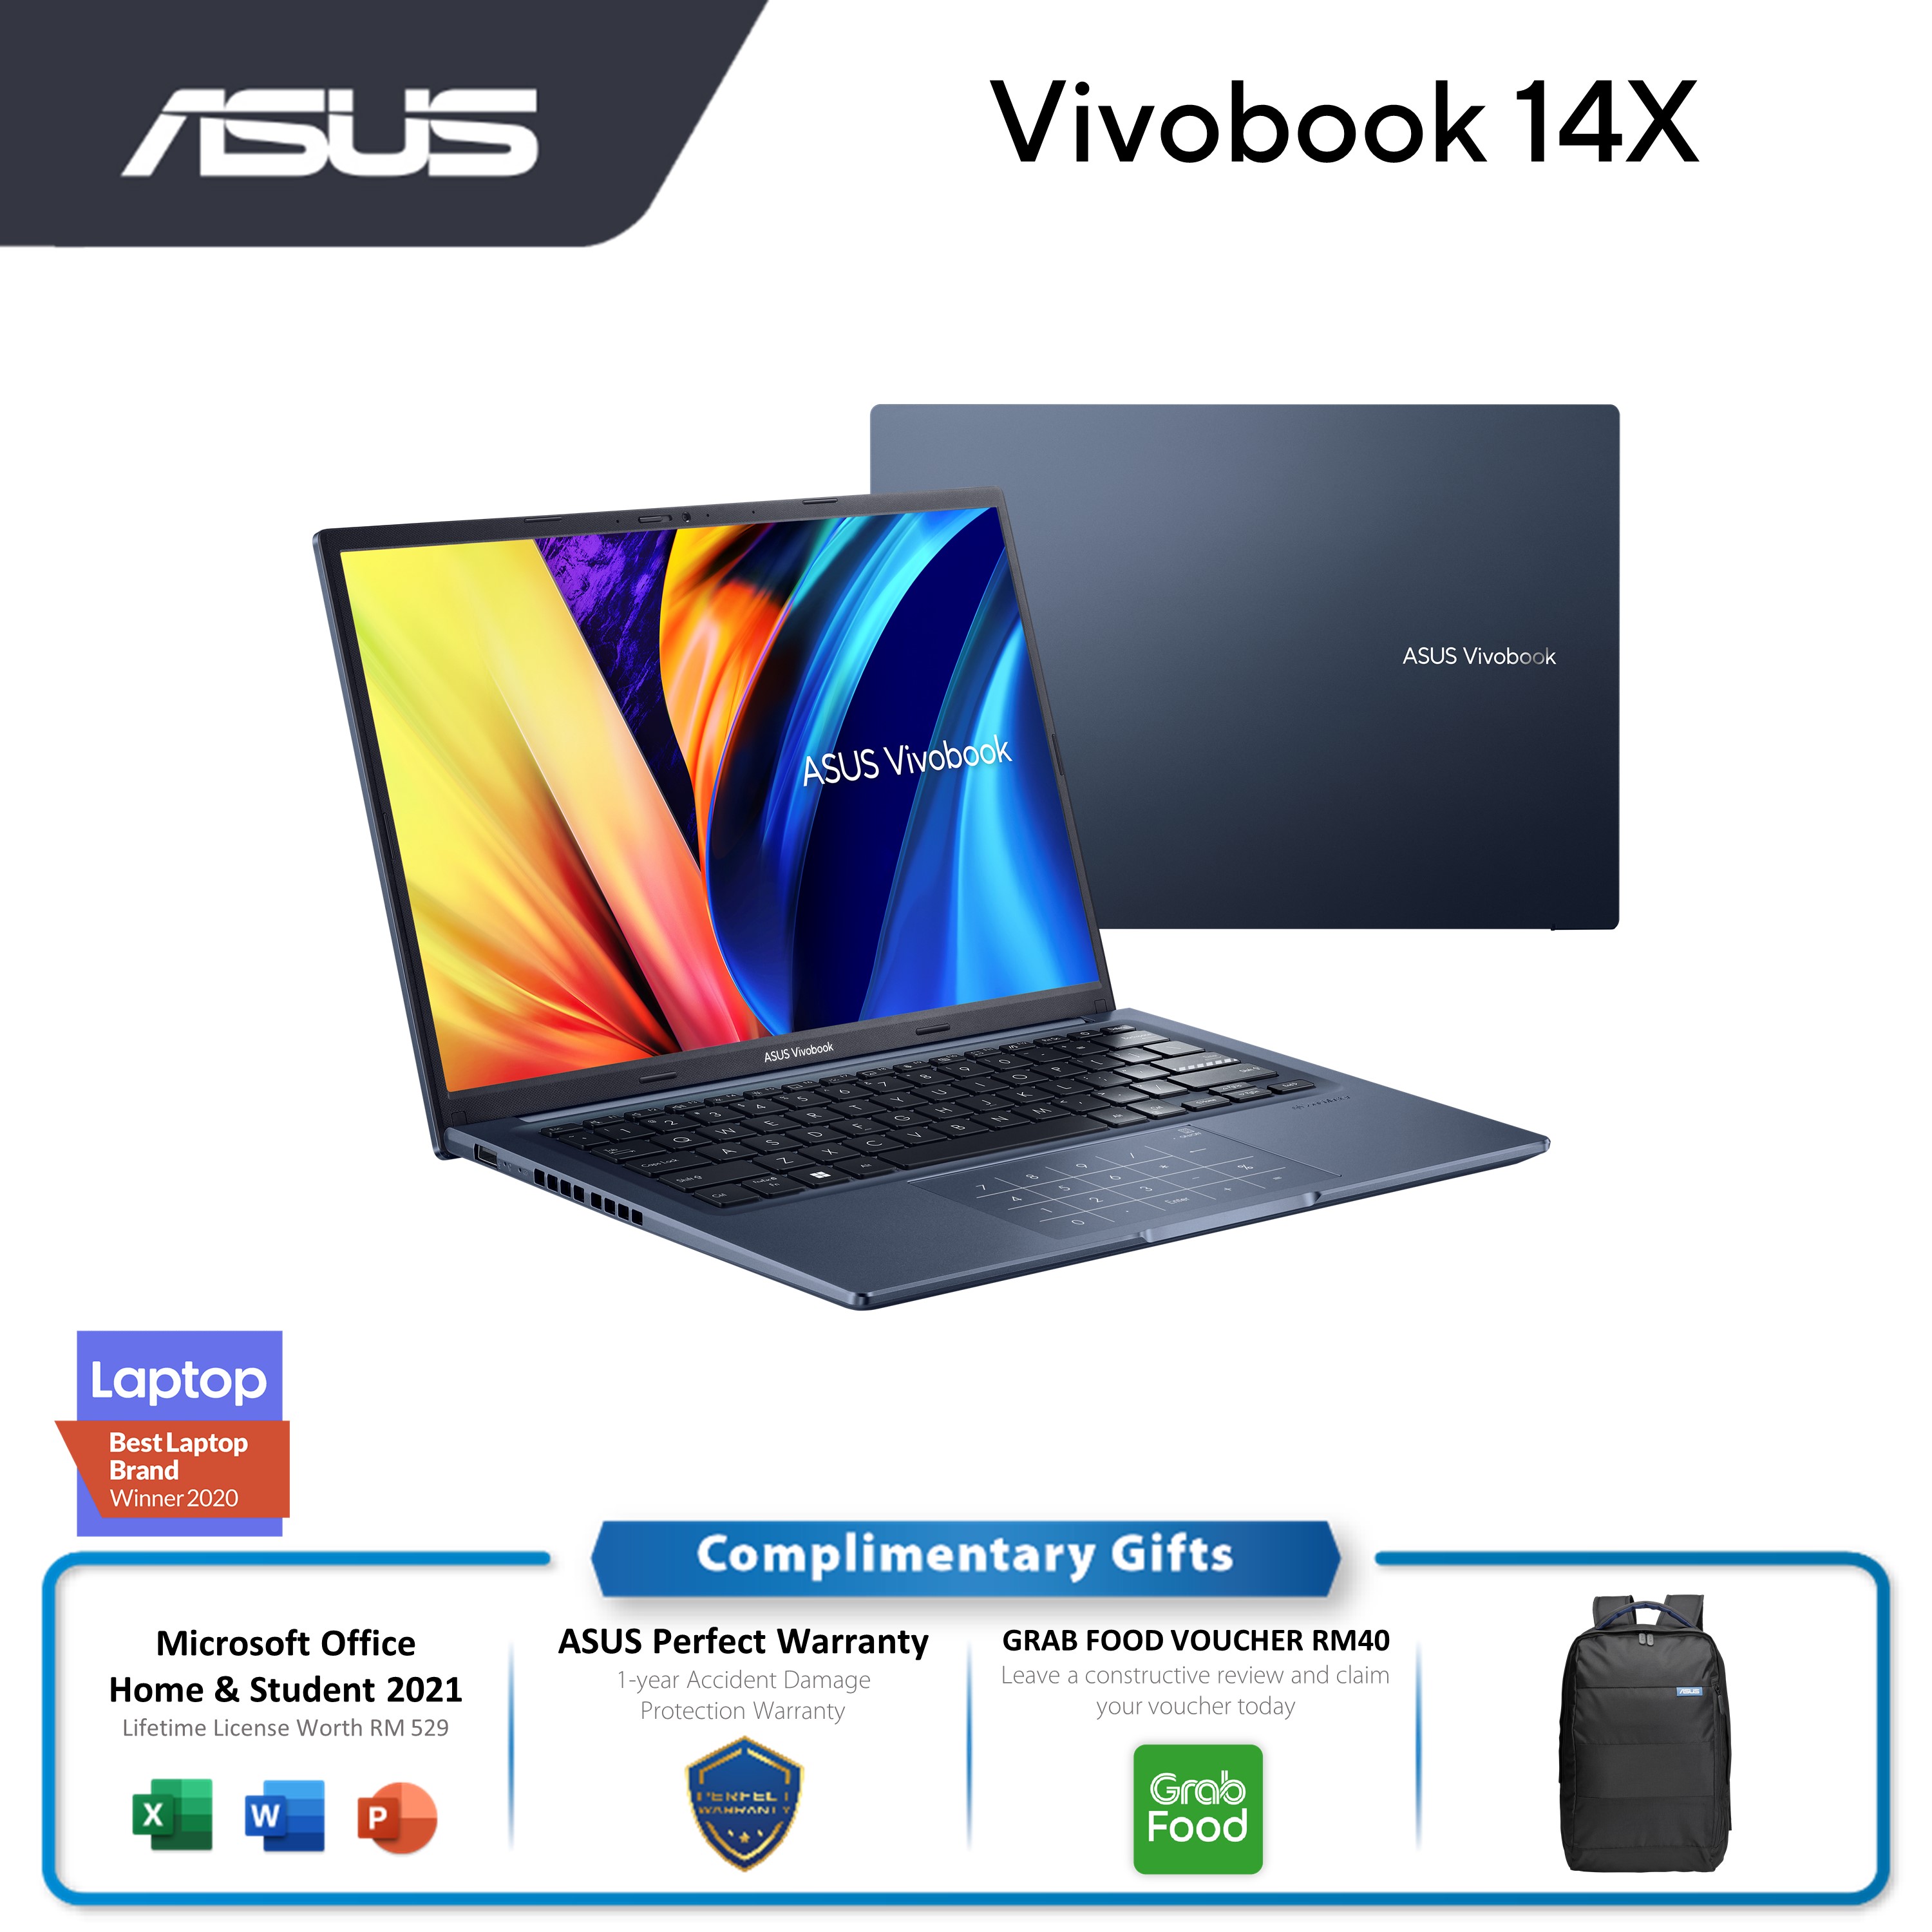 ASUS
Vivobook 14X
ASUS Vivobook
ASUS Vivobook
ASUS Vivobook
Laptop
Best Laptop
Brand
Winner 2020
Complimentary Gifts
Microsoft Office
Home & Student 2021
Lifetime License Worth RM 529
X
W
P
ASUS Perfect Warranty
1-year Accident Damage
Protection Warranty
PERFECT
WARRANTY
GRAB FOOD VOUCHER RM40
Leave a constructive review and claim
your voucher today
Grab
Food
ASUS